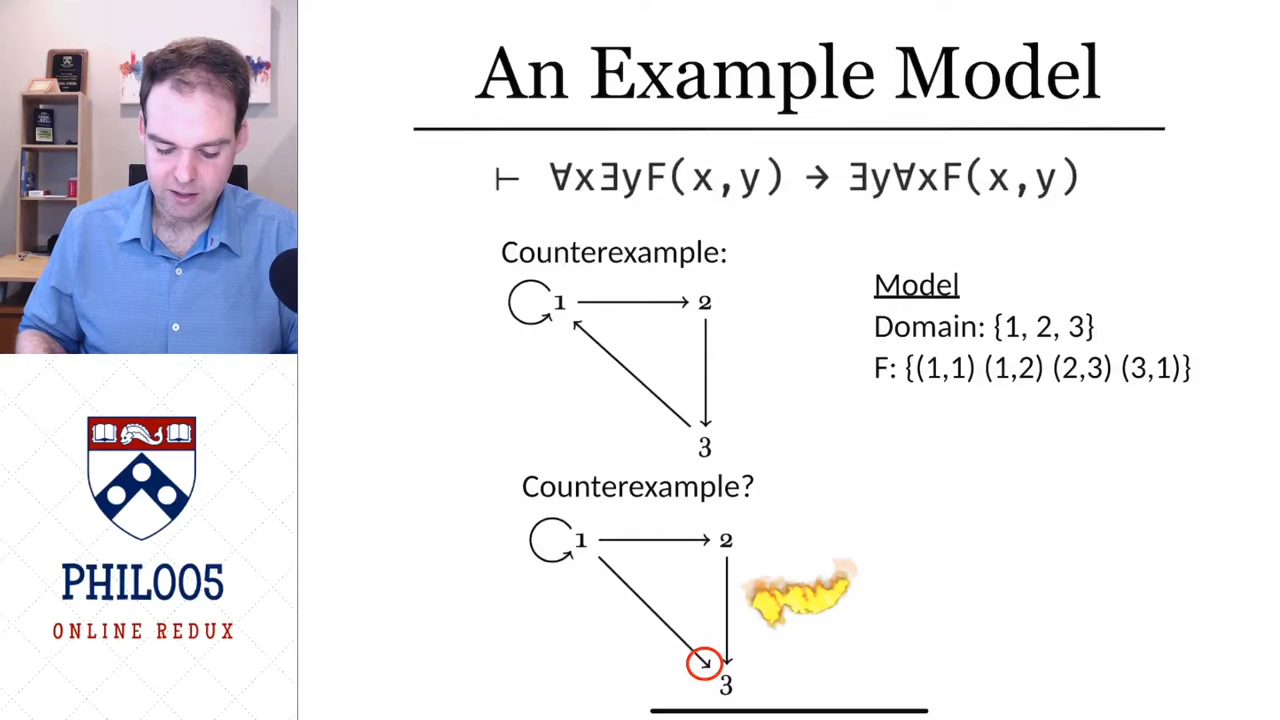 An Example Model
⊢ ∀x∃yF(x,y) → ∃y∀xF(x,y)
Counterexample:
1
2
3
Model
Domain: {1, 2, 3}
F: {(1,1) (1,2) (2,3) (3,1)}
Counterexample?
1
2
3
PHIL005
ONLINE REDUX